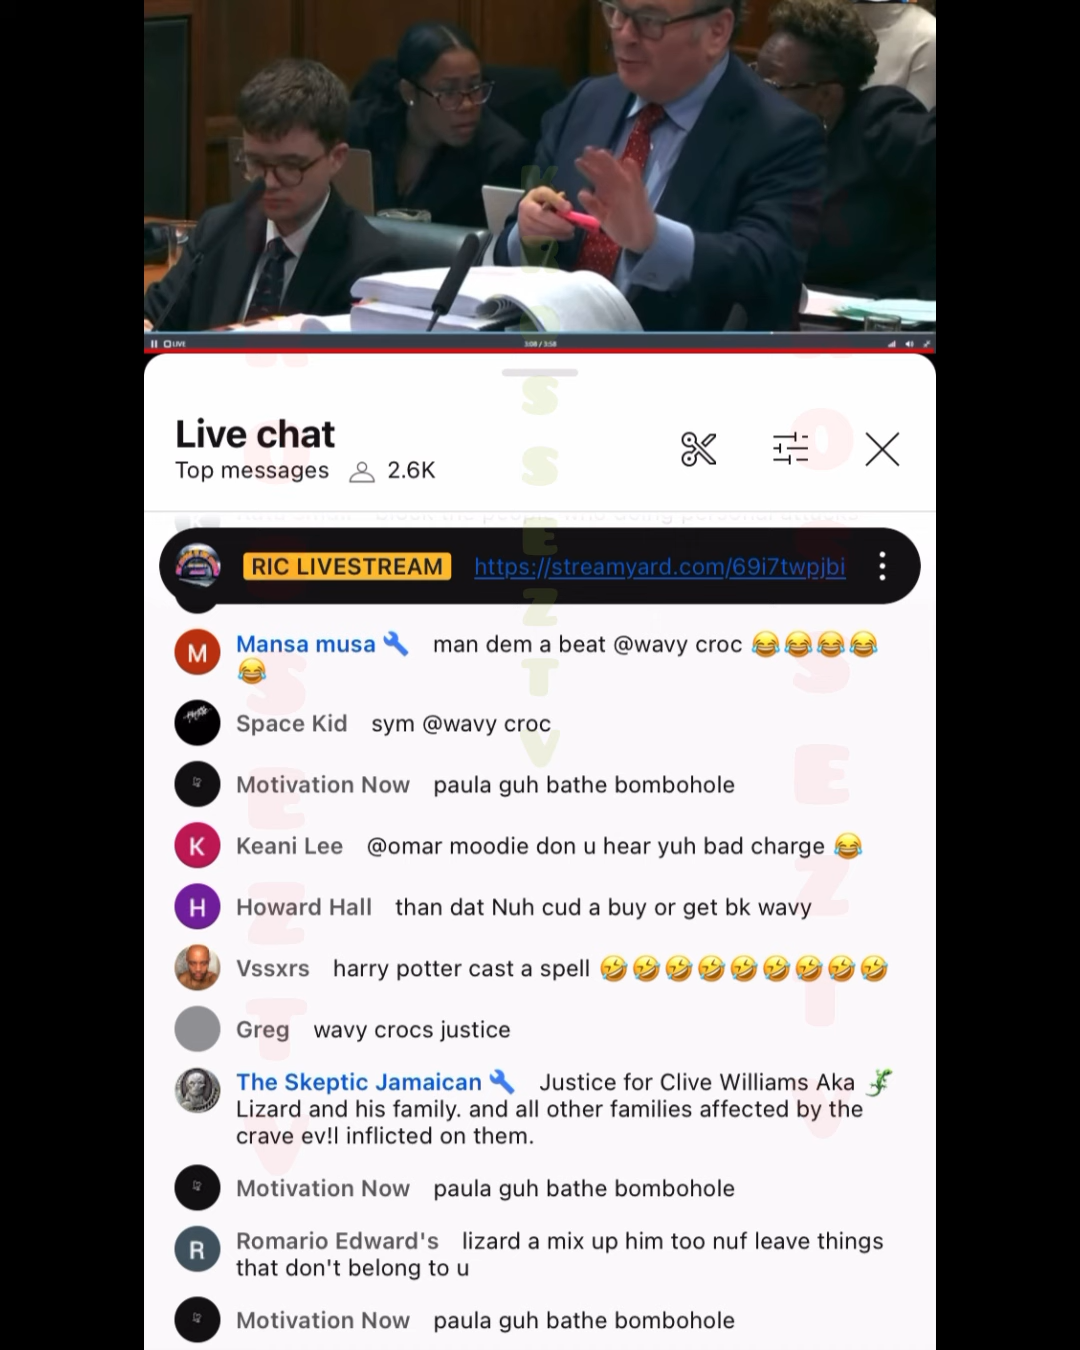 LIVE
3:08 / 3:58
Live chat
Top messages 2.6K
RIC LIVESTREAM https://streamyard.com/69i7twpjbi
Mansa musa 🔧 man dem a beat @wavy croc 😂😂😂😂
😂
Space Kid sym @wavy croc
Motivation Now paula guh bathe bombohole
K Keani Lee @omar moodie don u hear yuh bad charge 😂
H Howard Hall than dat Nuh cud a buy or get bk wavy
Vssxrs harry potter cast a spell 🤣🤣🤣🤣🤣🤣🤣🤣🤣
Greg wavy crocs justice
The Skeptic Jamaican 🔧 Justice for Clive Williams Aka 🦎
Lizard and his family. and all other families affected by the
crave ev!l inflicted on them.
Motivation Now paula guh bathe bombohole
R Romario Edward's lizard a mix up him too nuf leave things
that don't belong to u
Motivation Now paula guh bathe bombohole